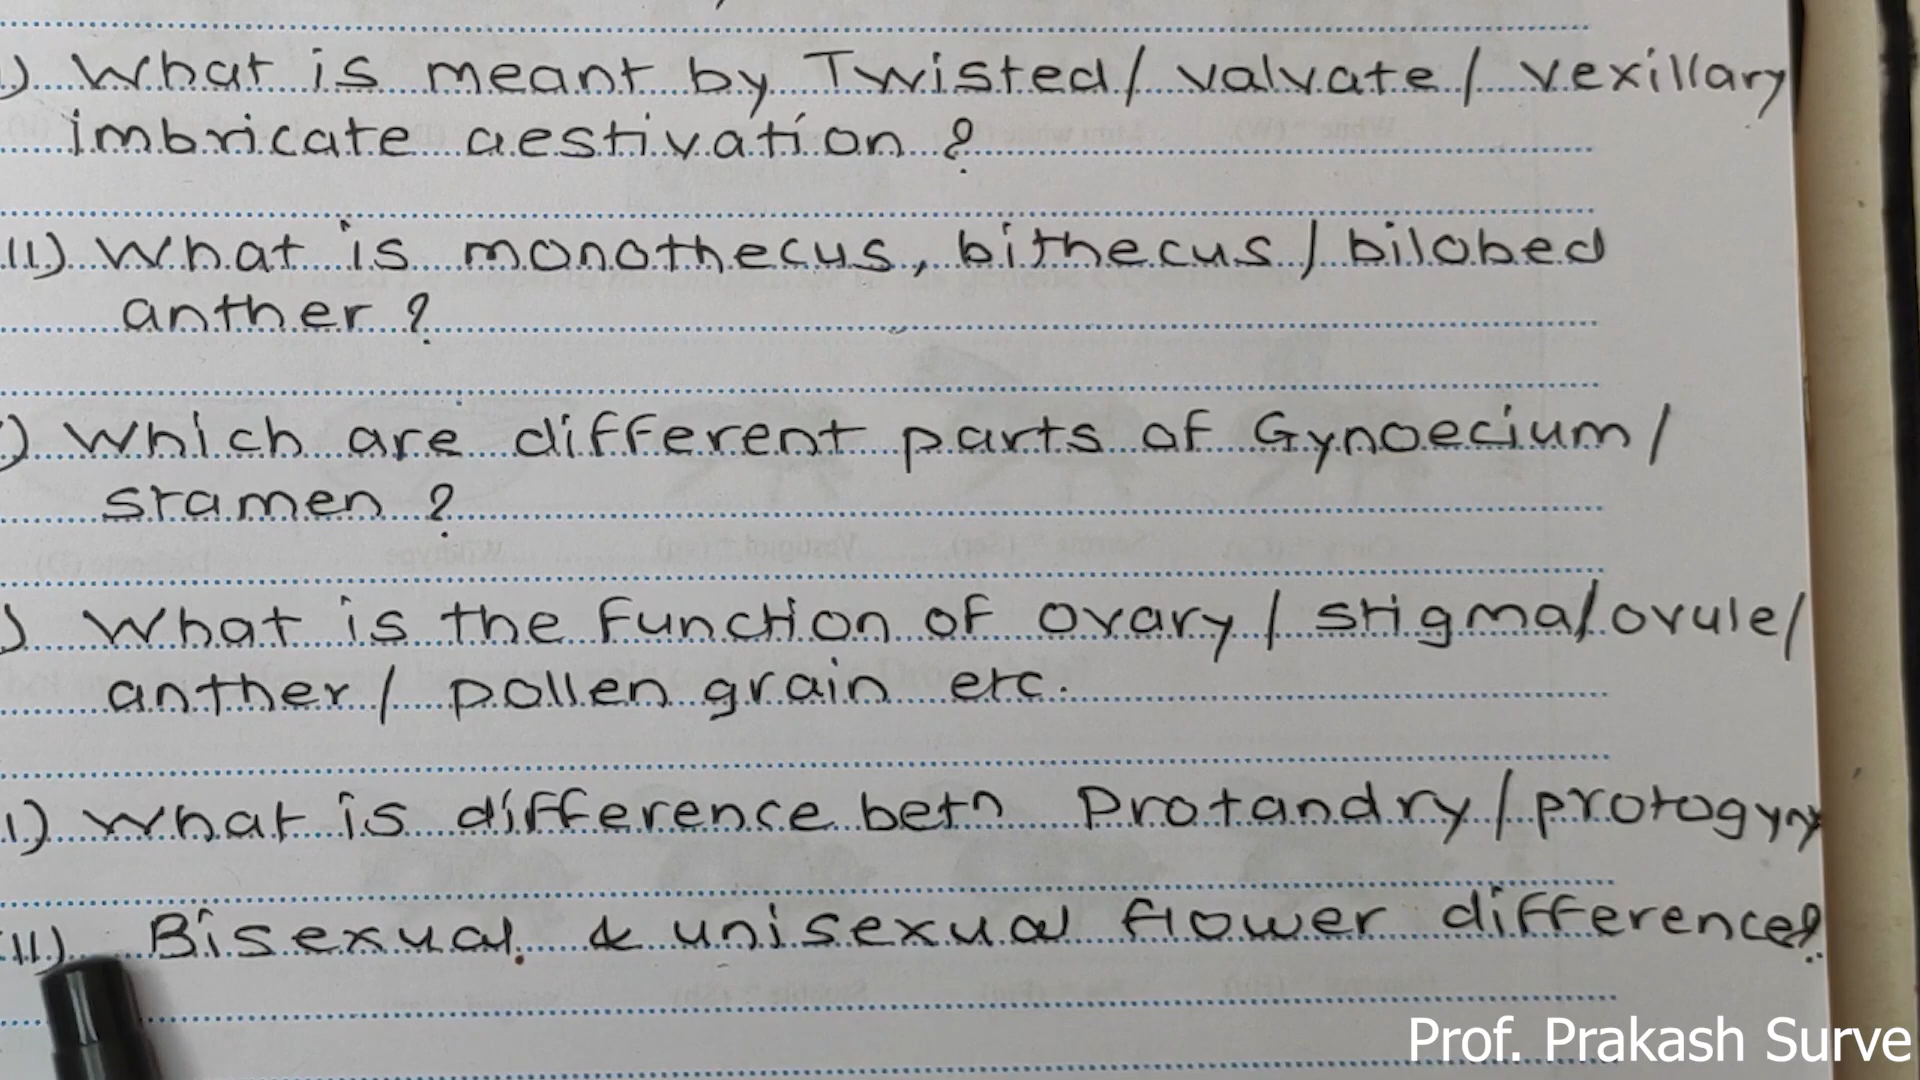 ) What is meant by Twisted/ valvate/ vexillary
imbricate aestivation ?
II) What is monothecus, bithecus / bilobed
anther ?
) Which are different parts of Gynoecium /
stamen ?
) What is the function of ovary / stigma/ovule/
anther / pollen grain etc.
I) What is difference betn Protandry/protogyny
II) Bisexual & unisexual flower difference?
Prof. Prakash Surve